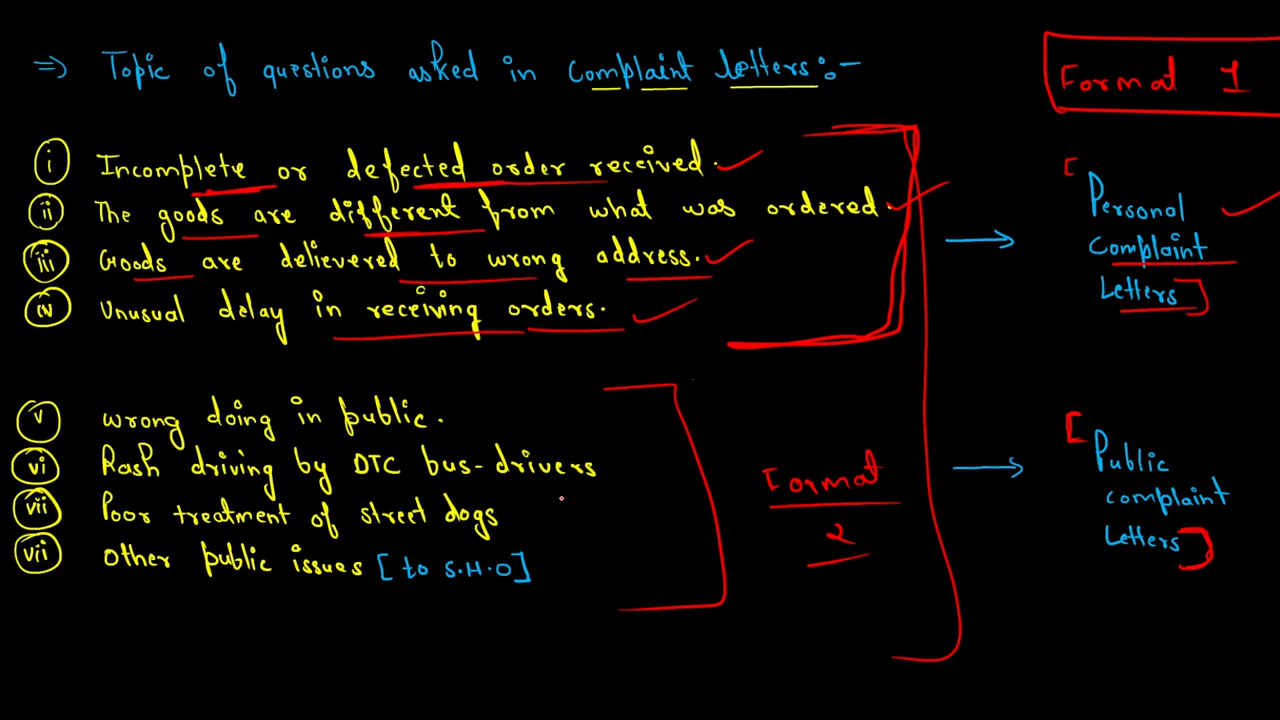 ⇒ Topic of questions asked in complaint letters:-
Format 1
(i) Incomplete or defected order received.
(ii) The goods are different from what was ordered.
(iii) Goods are delievered to wrong address.
(iv) Unusual delay in receiving orders.
→ [Personal
Complaint
Letters]
(v) wrong doing in public.
(vi) Rash driving by DTC bus-drivers
(vii) Poor treatment of street dogs
(vii) other public issues [to S.H.O]
Format
2
→ [Public
complaint
Letters]